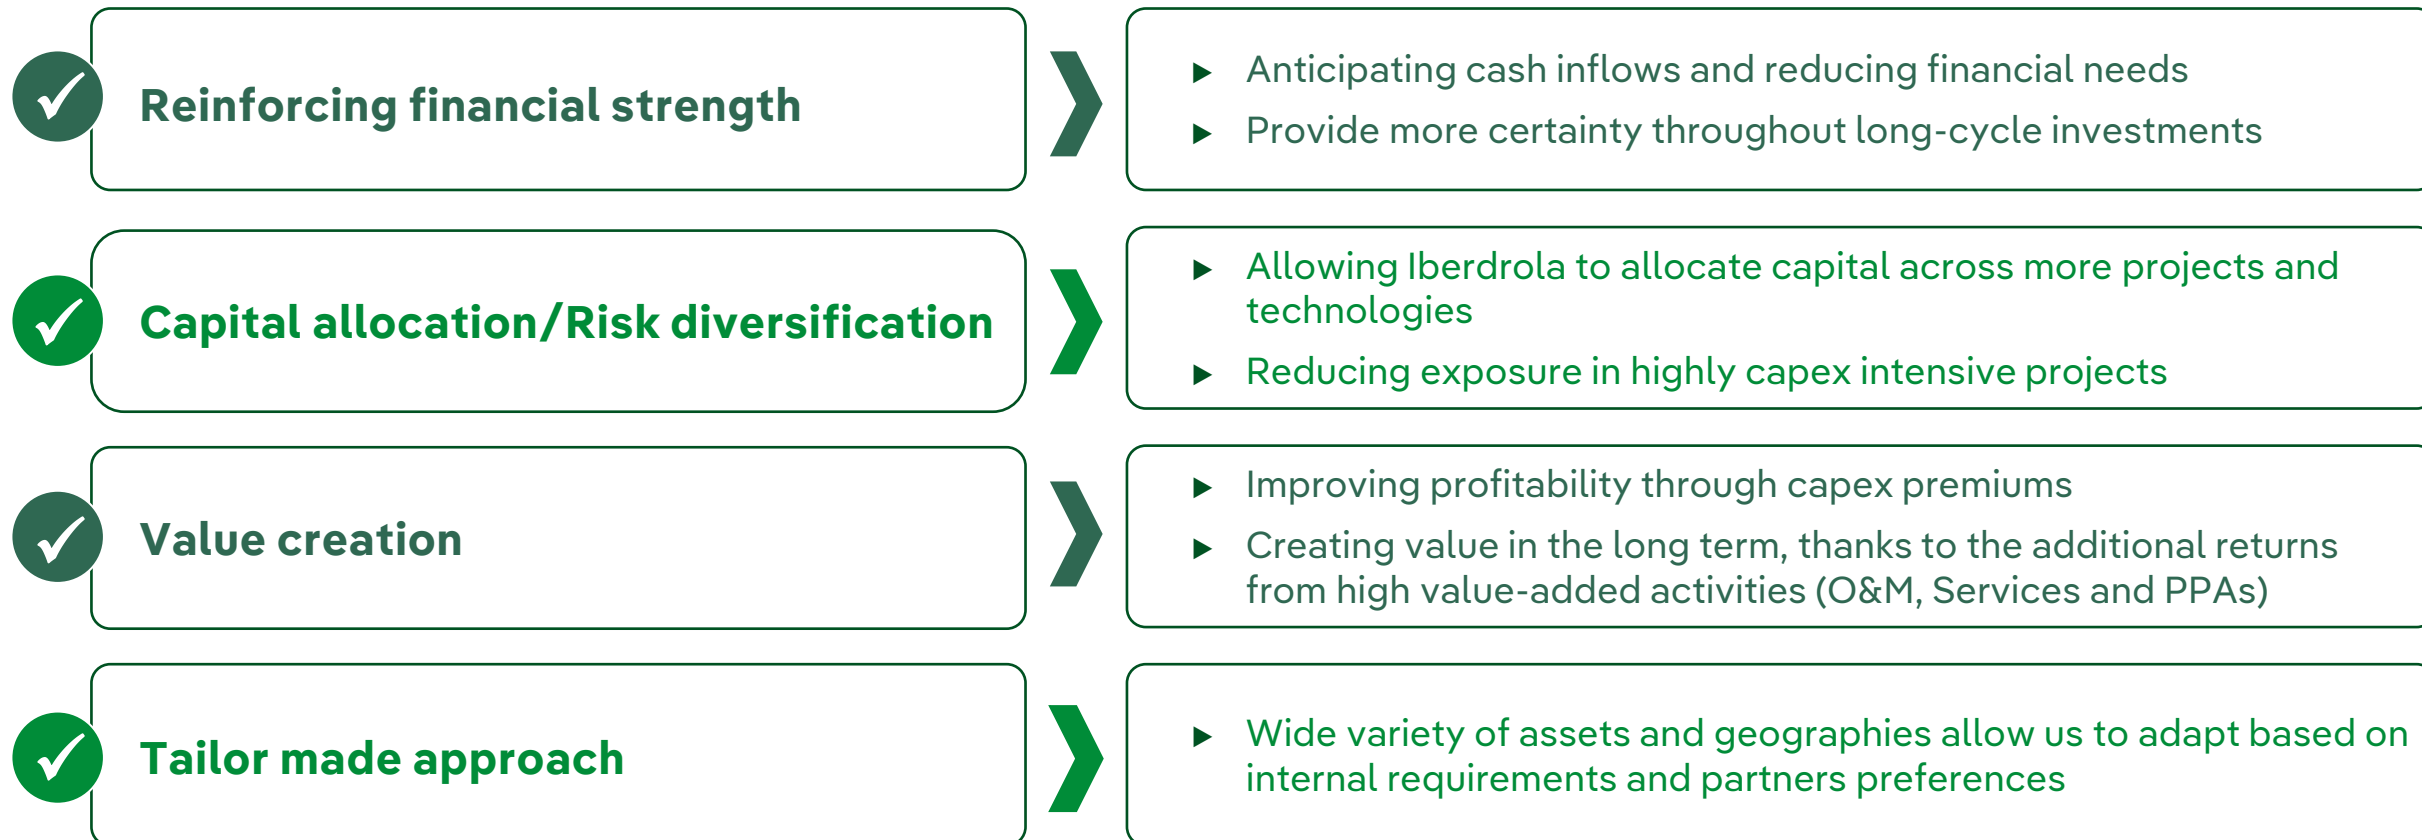 Reinforcing financial strength
► Anticipating cash inflows and reducing financial needs
► Provide more certainty throughout long-cycle investments
Capital allocation/Risk diversification
► Allowing Iberdrola to allocate capital across more projects and
technologies
► Reducing exposure in highly capex intensive projects
Value creation
► Improving profitability through capex premiums
► Creating value in the long term, thanks to the additional returns
from high value-added activities (O&M, Services and PPAs)
Tailor made approach
► Wide variety of assets and geographies allow us to adapt based on
internal requirements and partners preferences